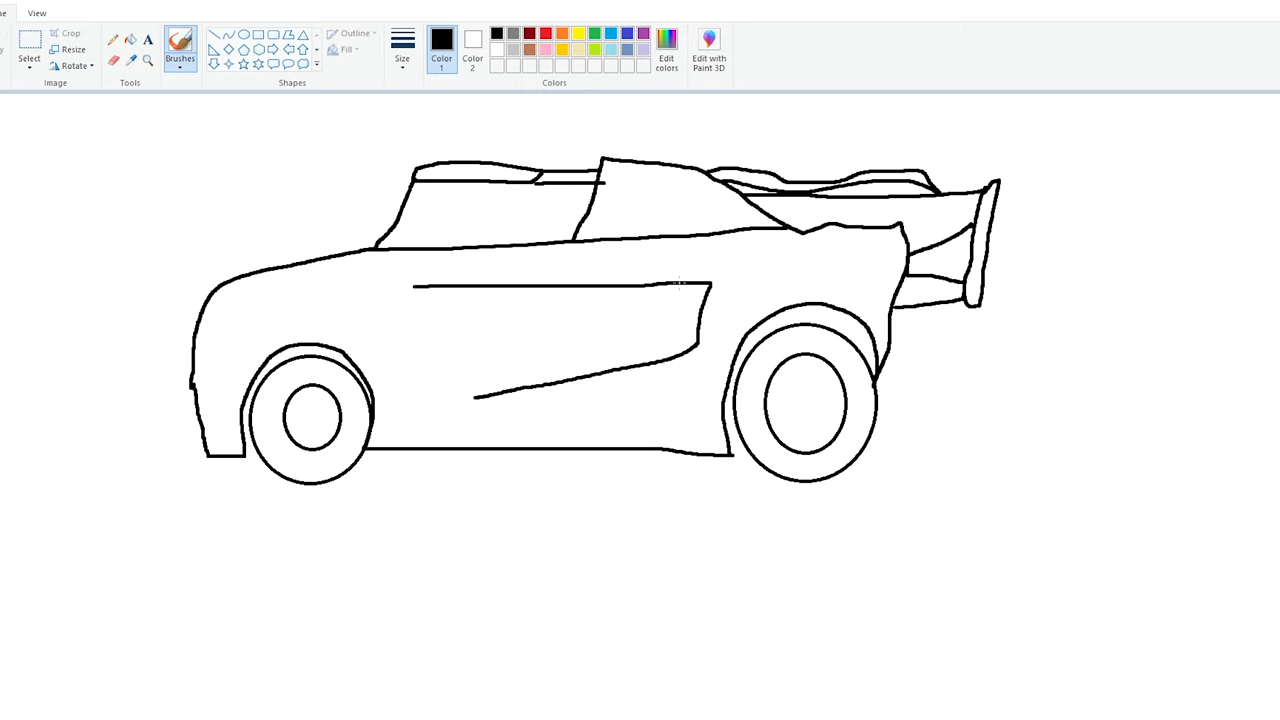 View
Crop
Resize
Rotate
Select
Image
A
Tools
Brushes
Outline
Fill
Shapes
Size
Color
1
Color
2
Edit
colors
Edit with
Paint 3D
Colors